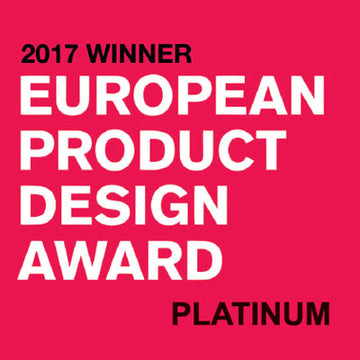 2017 WINNER
EUROPEAN
PRODUCT
DESIGN
AWARD
PLATINUM